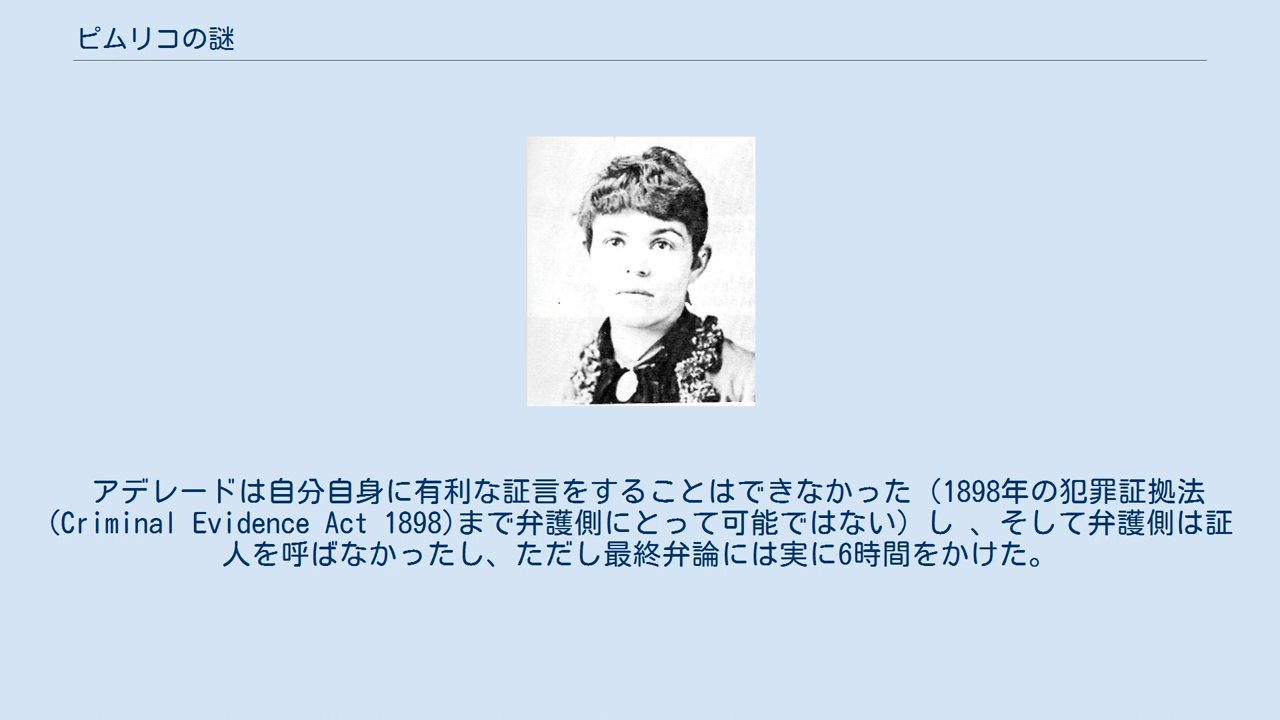 ピムリコの謎
アデレードは自分自身に有利な証言をすることはできなかった (1898年の犯罪証拠法
(Criminal Evidence Act 1898)まで弁護側にとって可能ではない）し 、そして弁護側は証
人を呼ばなかったし、ただし最終弁論には実に6時間をかけた。